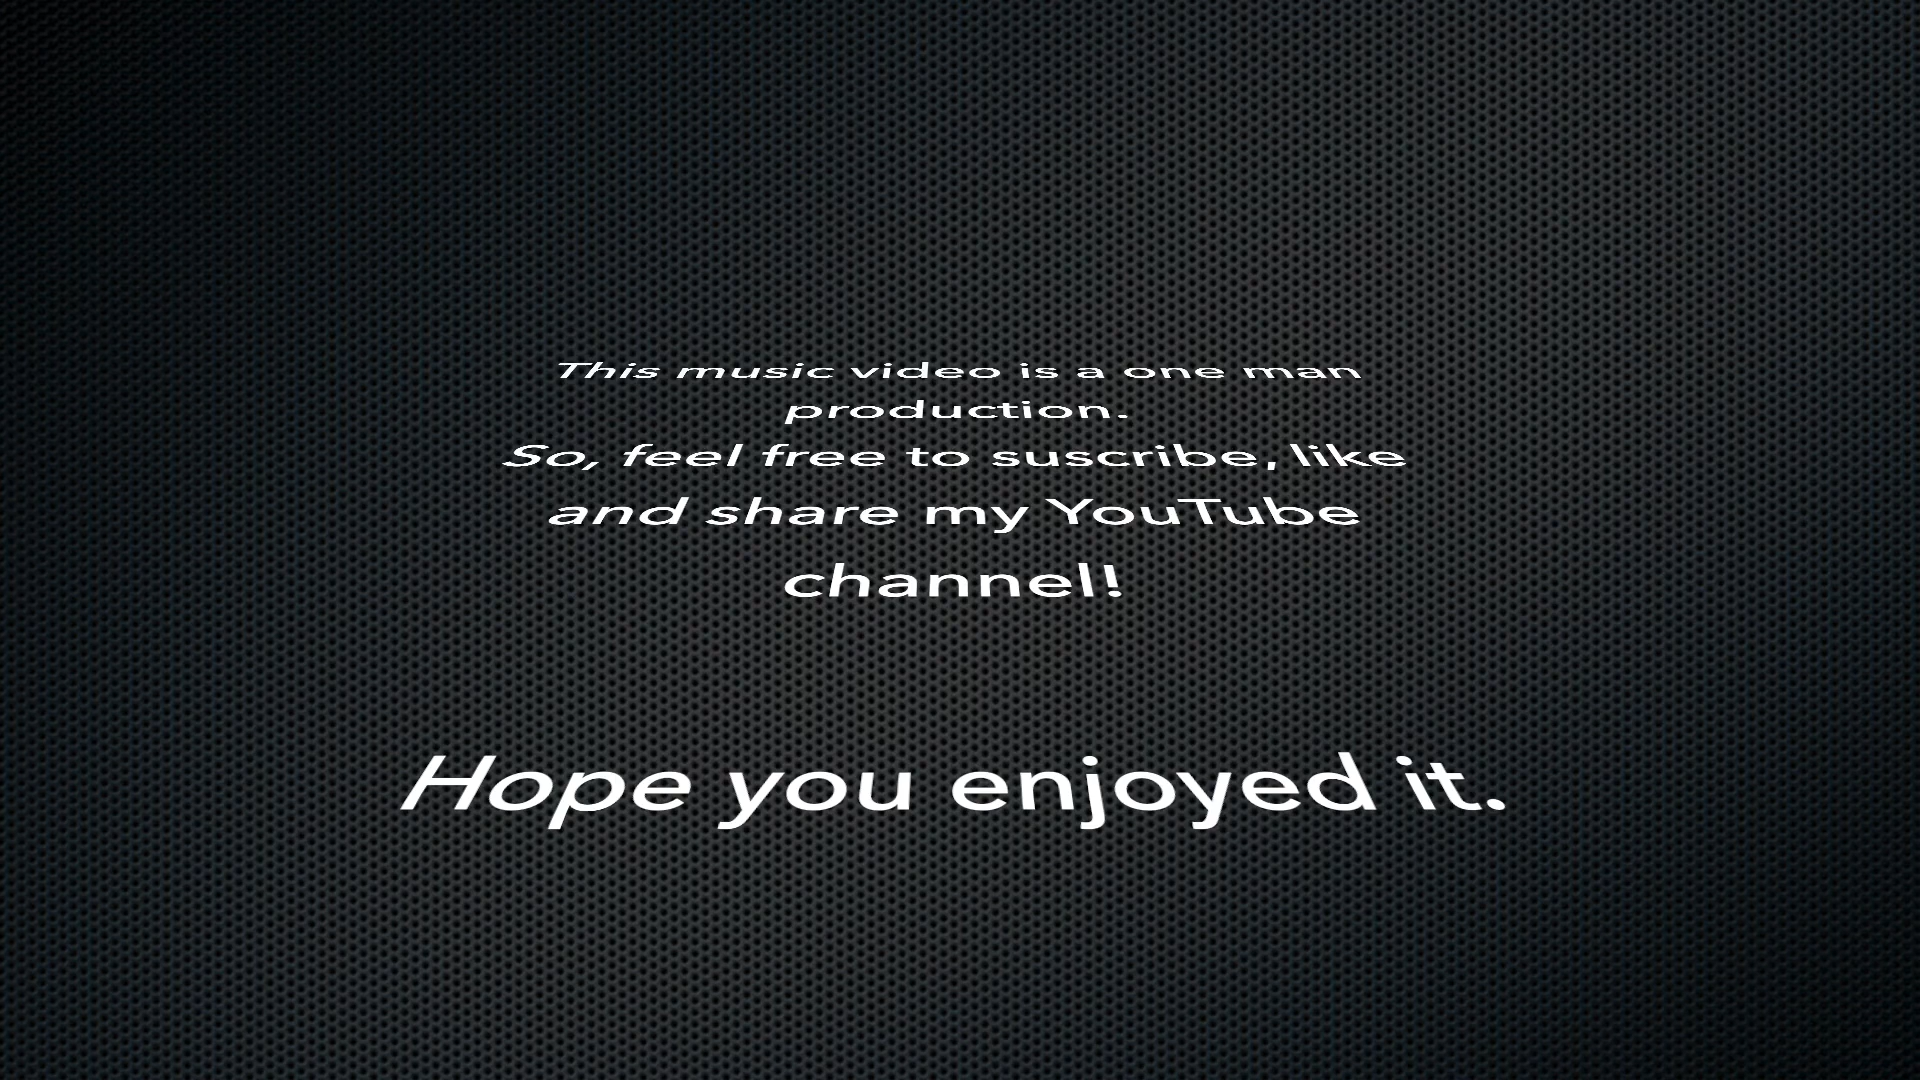 This music video is a one man
production.
So, feel free to suscribe, like
and share my YouTube
channel!
Hope you enjoyed it.